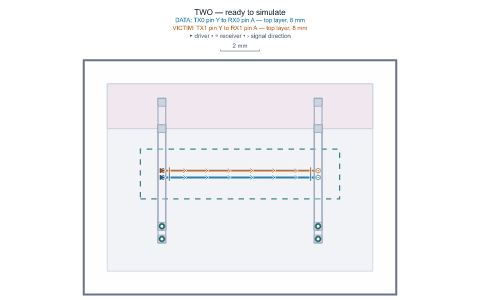 TWO — ready to simulate
DATA: TX0 pin Y to RX0 pin A — top layer, 8 mm
VICTIM: TX1 pin Y to RX1 pin A — top layer, 8 mm
‣ driver • ○ receiver • › signal direction
2 mm